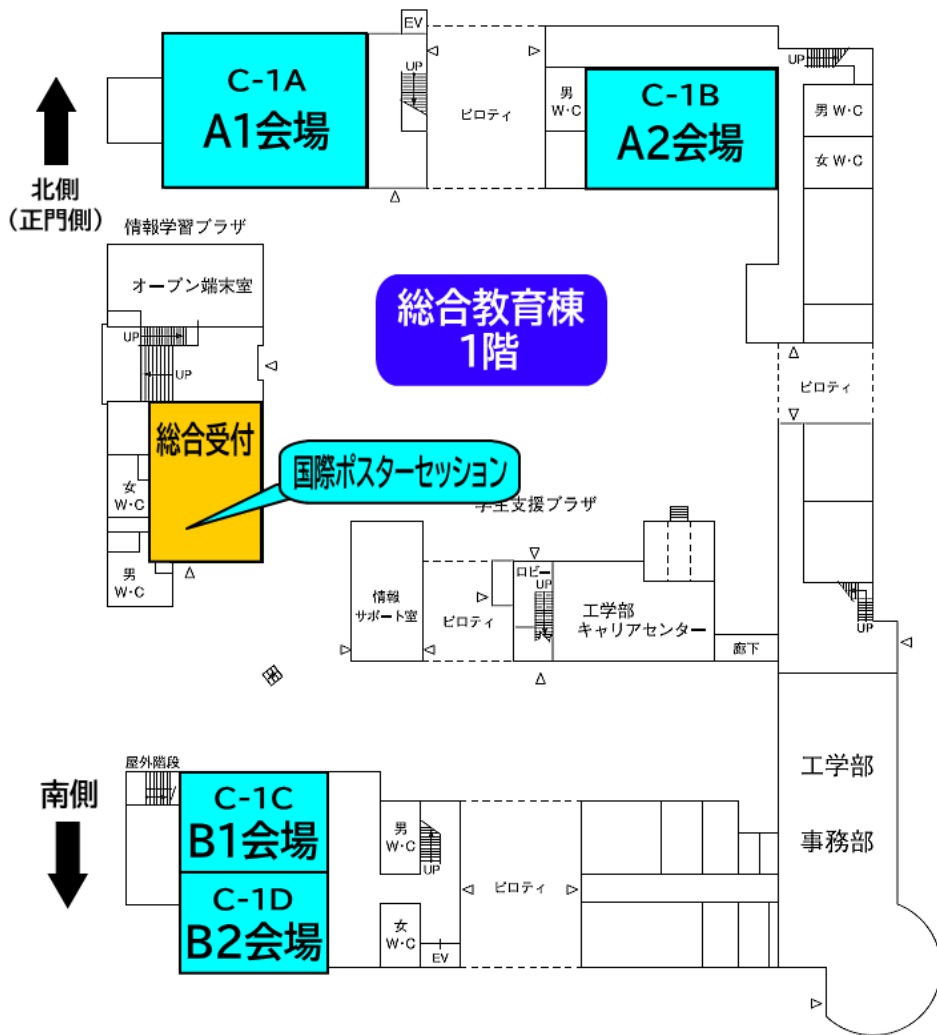 EV
C-1A
A1会場
UP
ピロティ
男
W・C
C-1B
A2会場
UP
男 W・C
女 W・C
北側
(正門側)
情報学習プラザ
オープン端末室
総合教育棟
1階
UP
UP
ピロティ
総合受付
国際ポスターセッション
女
W・C
学生支援プラザ
男
W・C
情報
サポート室
ピロティ
ロビー
UP
工学部
キャリアセンター
廊下
UP
屋外階段
南側
C-1C
B1会場
C-1D
B2会場
男
W・C
UP
女
W・C
EV
ピロティ
工学部
事務部